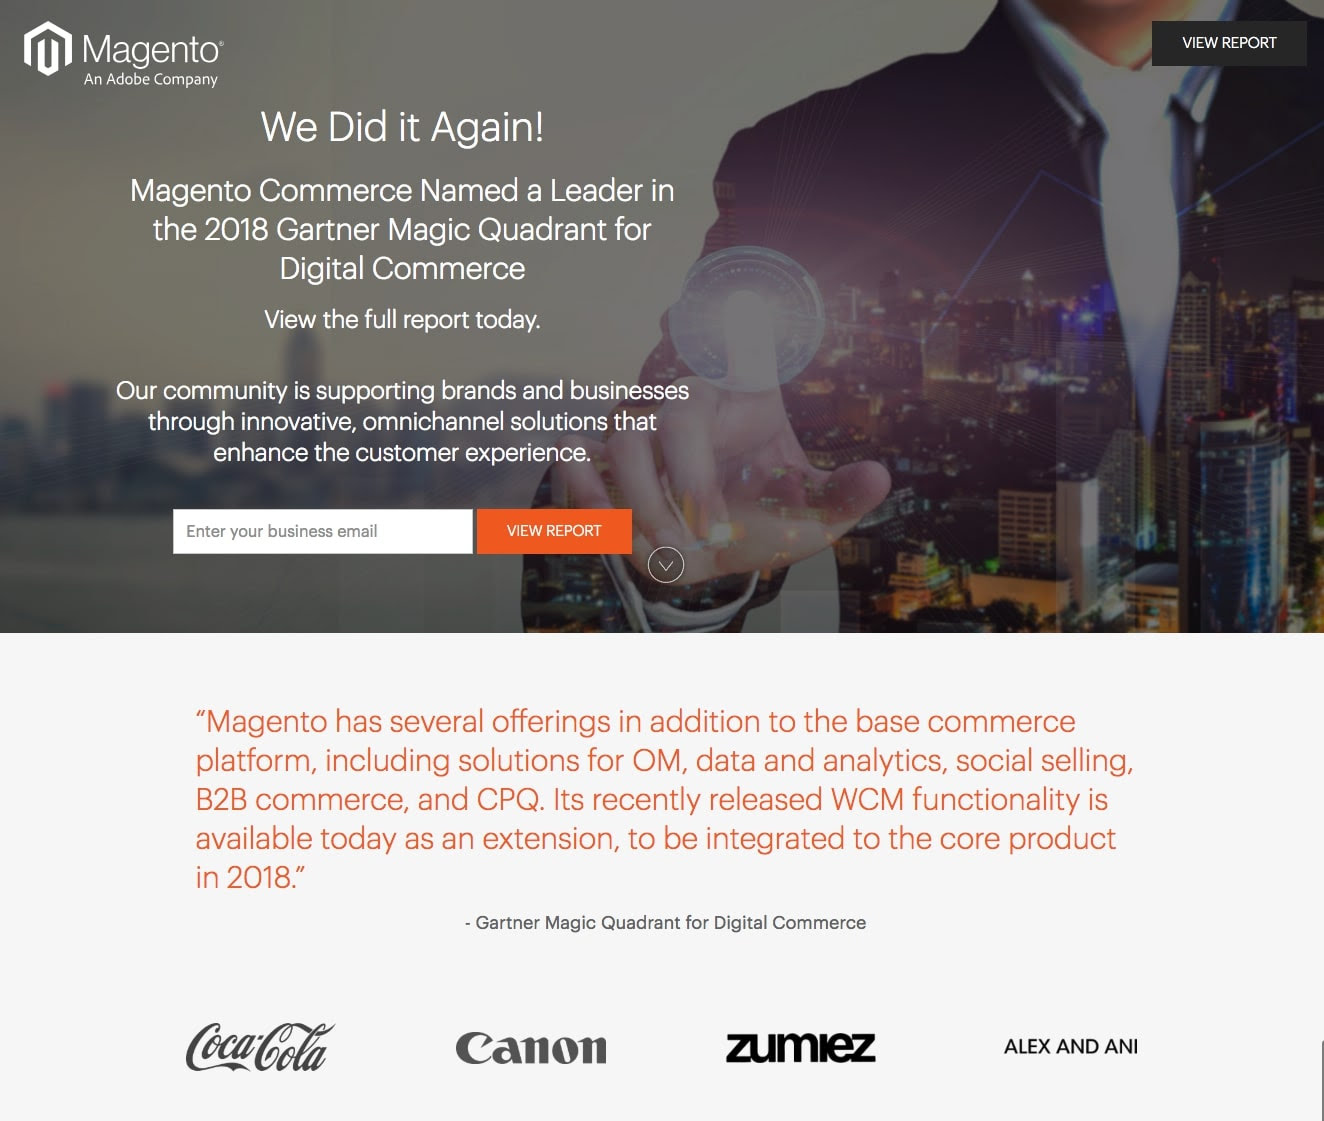 Magento®
An Adobe Company
VIEW REPORT
We Did it Again!
Magento Commerce Named a Leader in
the 2018 Gartner Magic Quadrant for
Digital Commerce
View the full report today.
Our community is supporting brands and businesses
through innovative, omnichannel solutions that
enhance the customer experience.
Enter your business email
VIEW REPORT
“Magento has several offerings in addition to the base commerce
platform, including solutions for OM, data and analytics, social selling,
B2B commerce, and CPQ. Its recently released WCM functionality is
available today as an extension, to be integrated to the core product
in 2018.”
- Gartner Magic Quadrant for Digital Commerce
Coca-Cola
Canon
zumiez
ALEX AND ANI